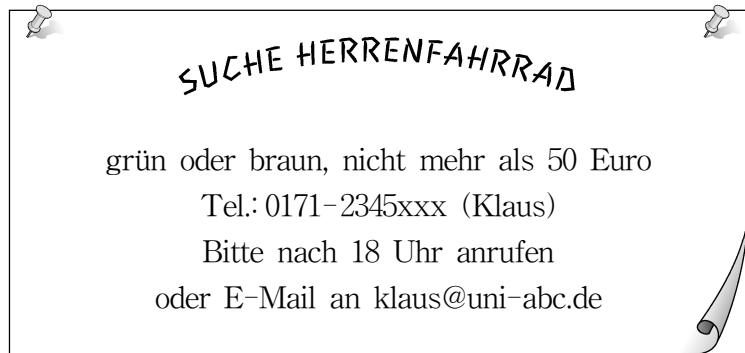 SUCHE HERRENFAHRRAD
grün oder braun, nicht mehr als 50 Euro
Tel.: 0171-2345xxx (Klaus)
Bitte nach 18 Uhr anrufen
oder E-Mail an klaus@uni-abc.de